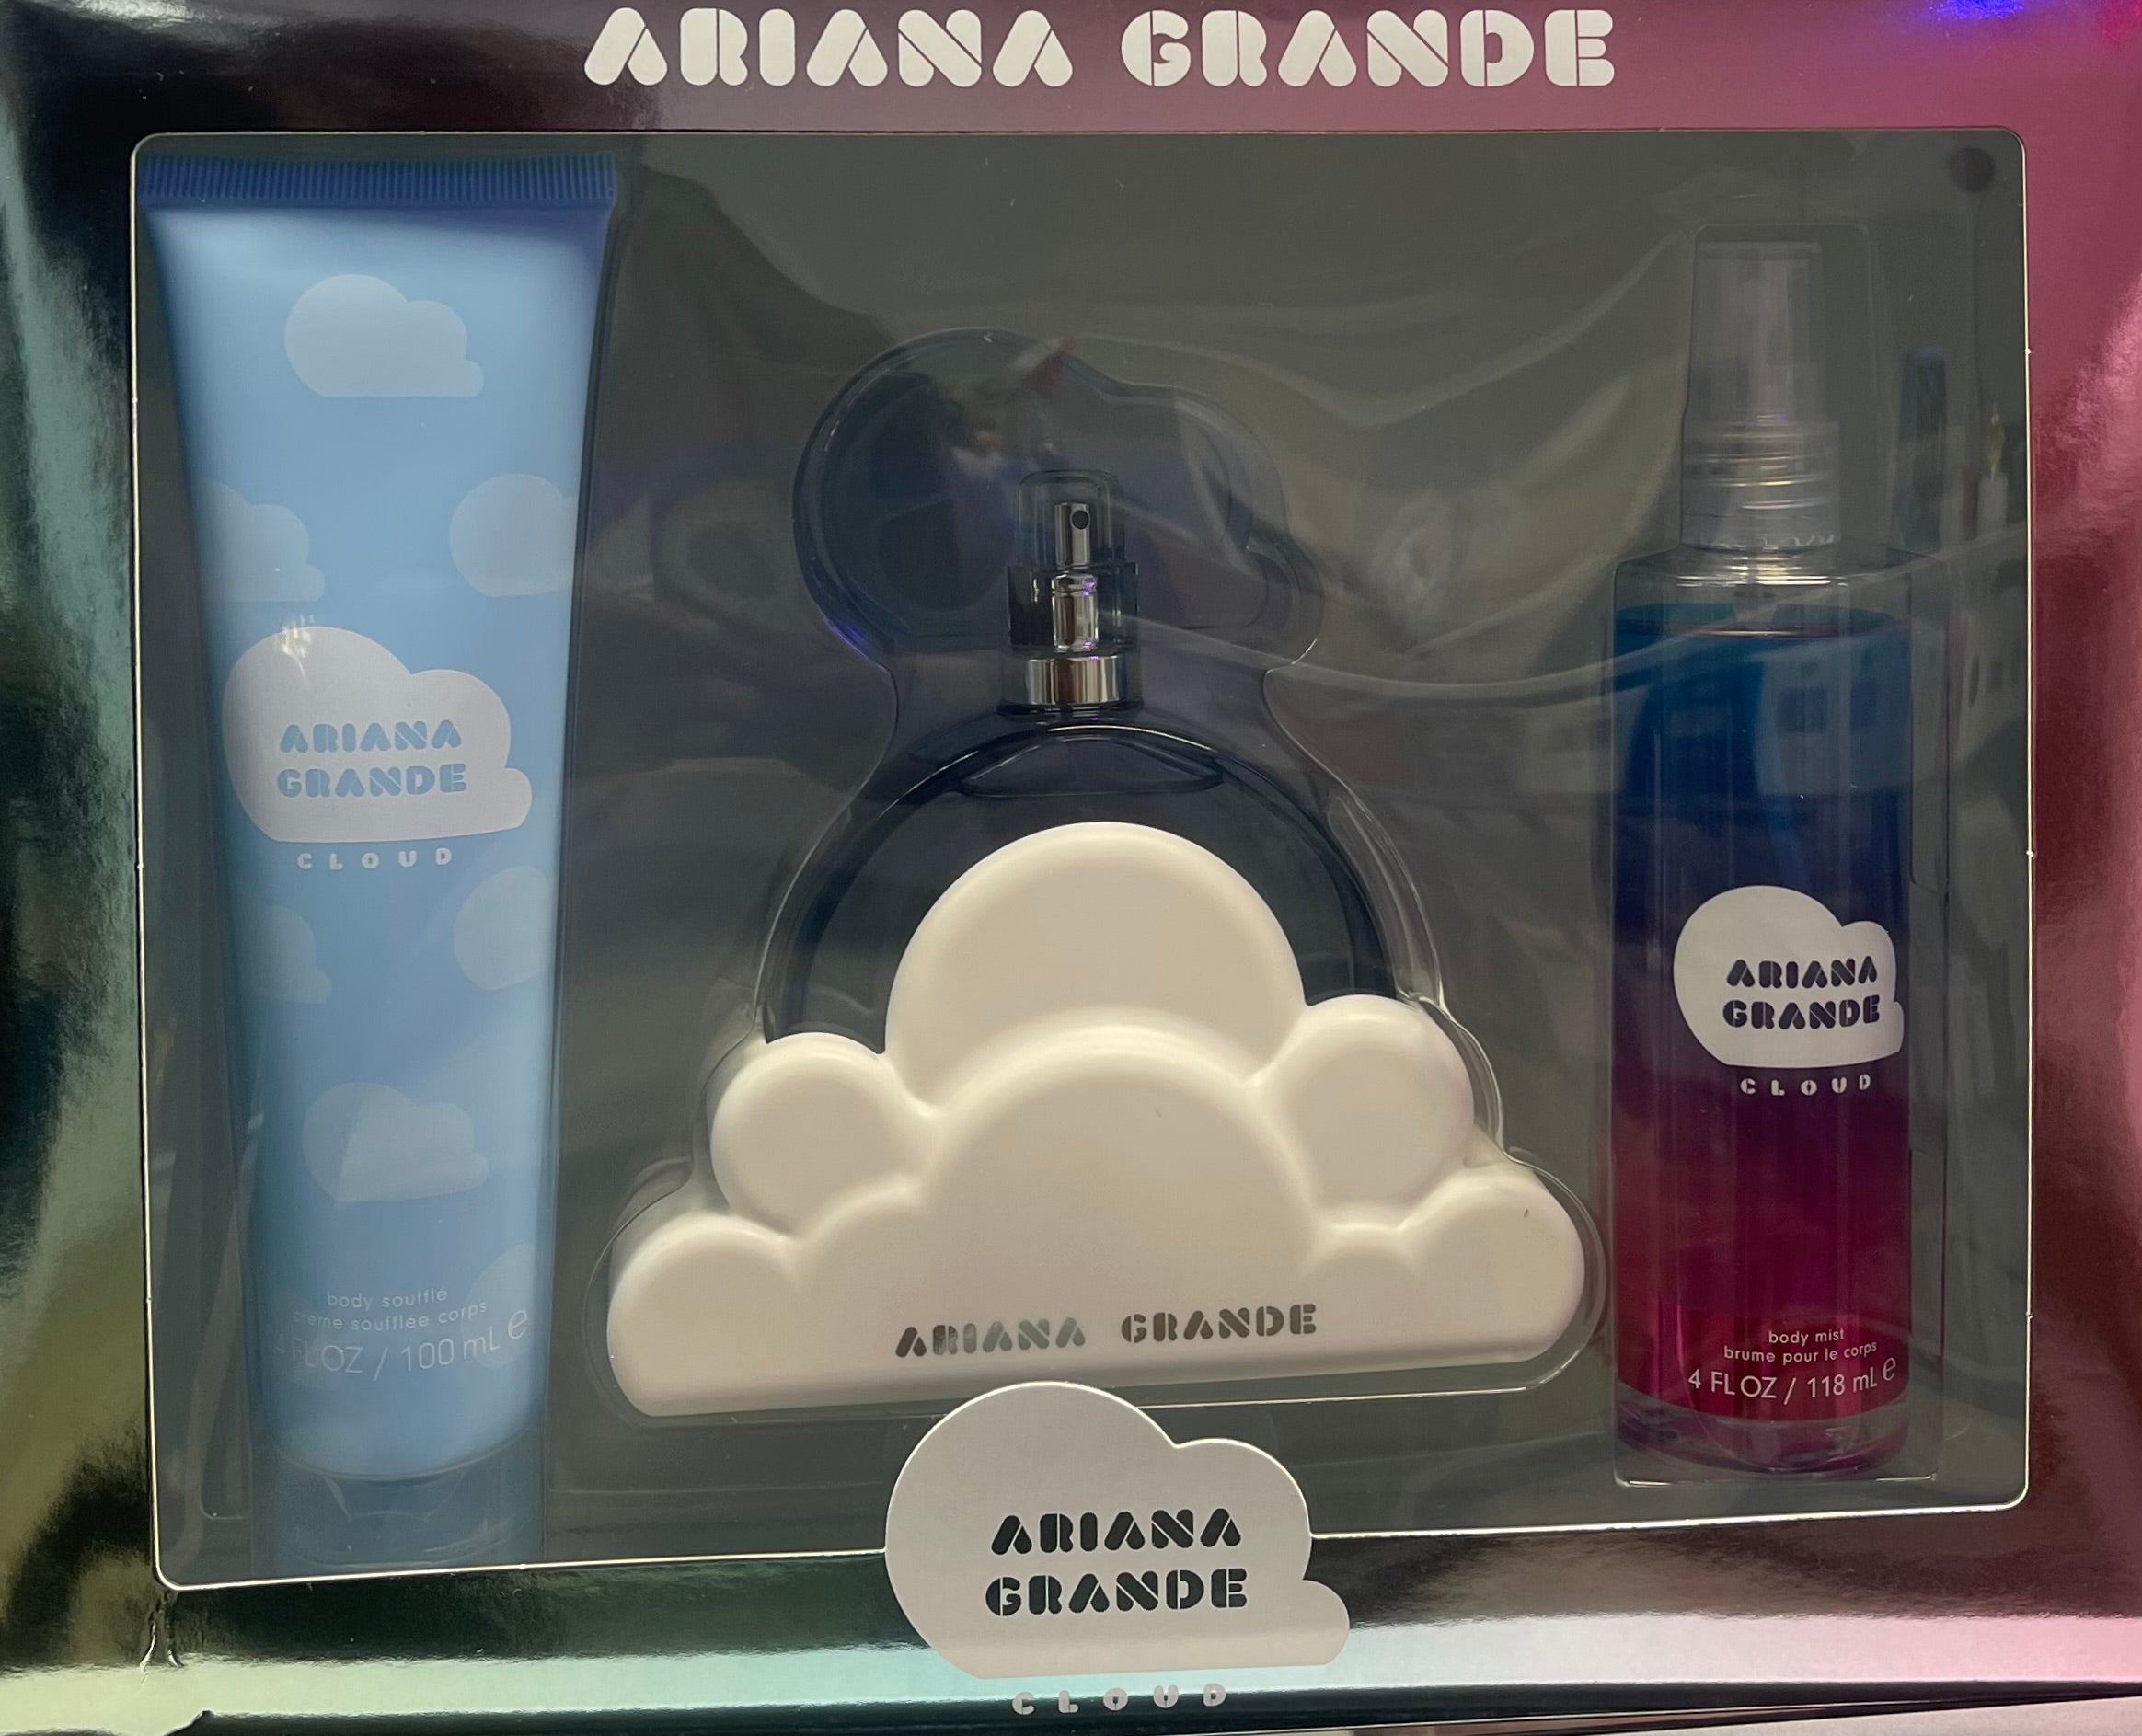 ARIANA GRANDE
ARIANA
GRANDE
CLOUD
body soufflé
crème soufflée corps
4 FL OZ / 100 mL e
ARIANA GRANDE
ARIANA
GRANDE
CLOUD
body mist
brume pour le corps
4 FL OZ / 118 mL e
ARIANA
GRANDE
CLOUD